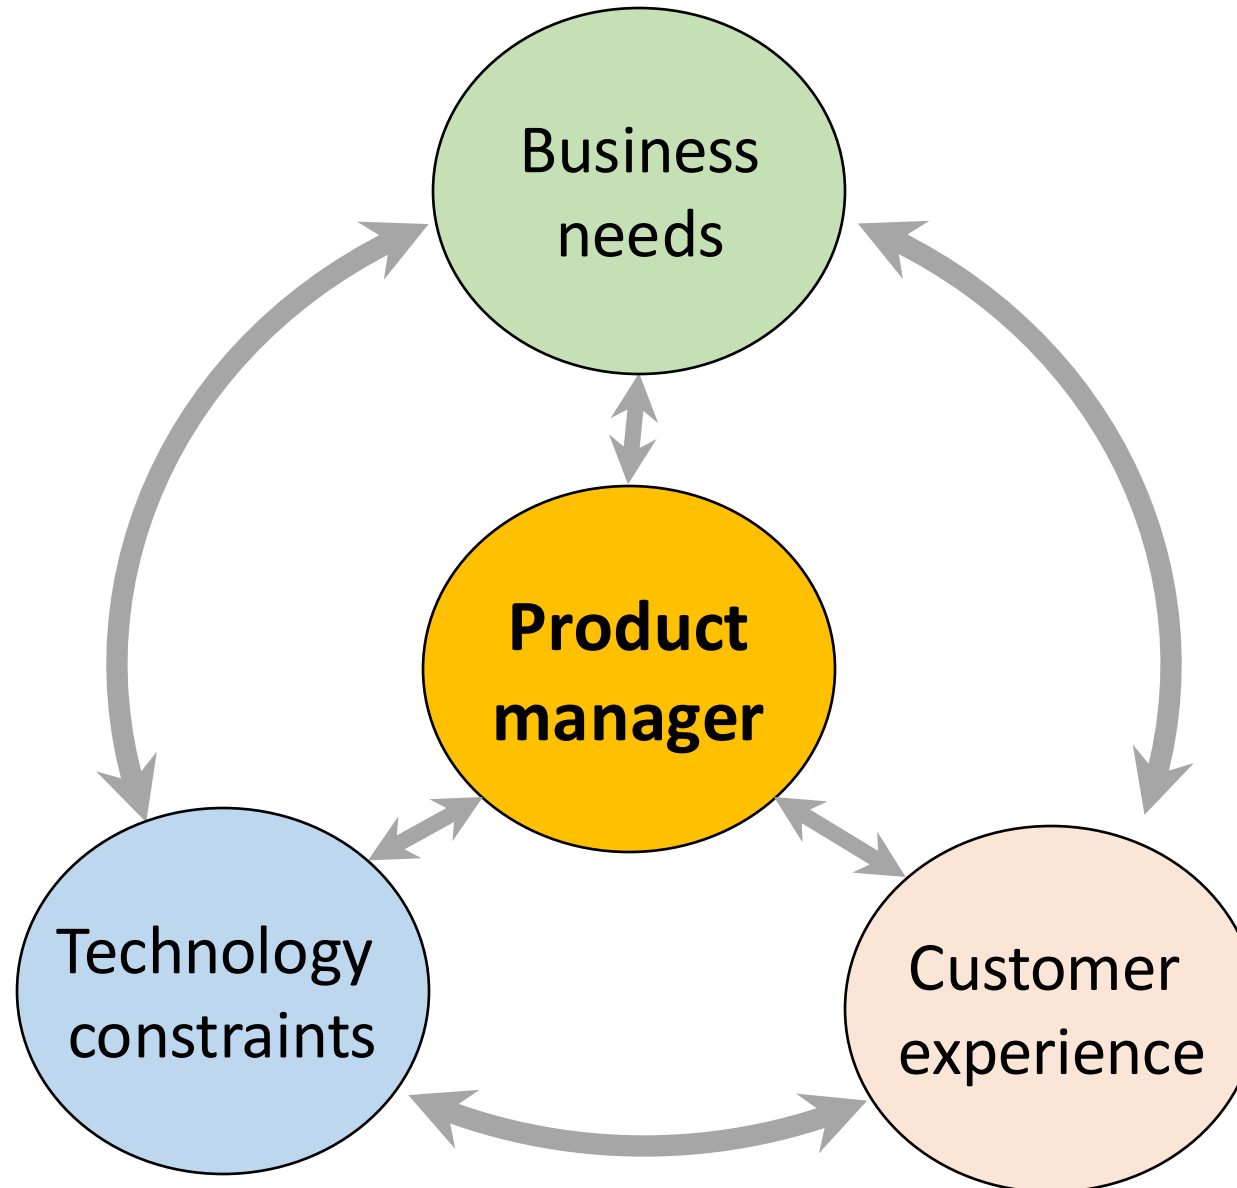 Business
needs
Product
manager
Technology
constraints
Customer
experience